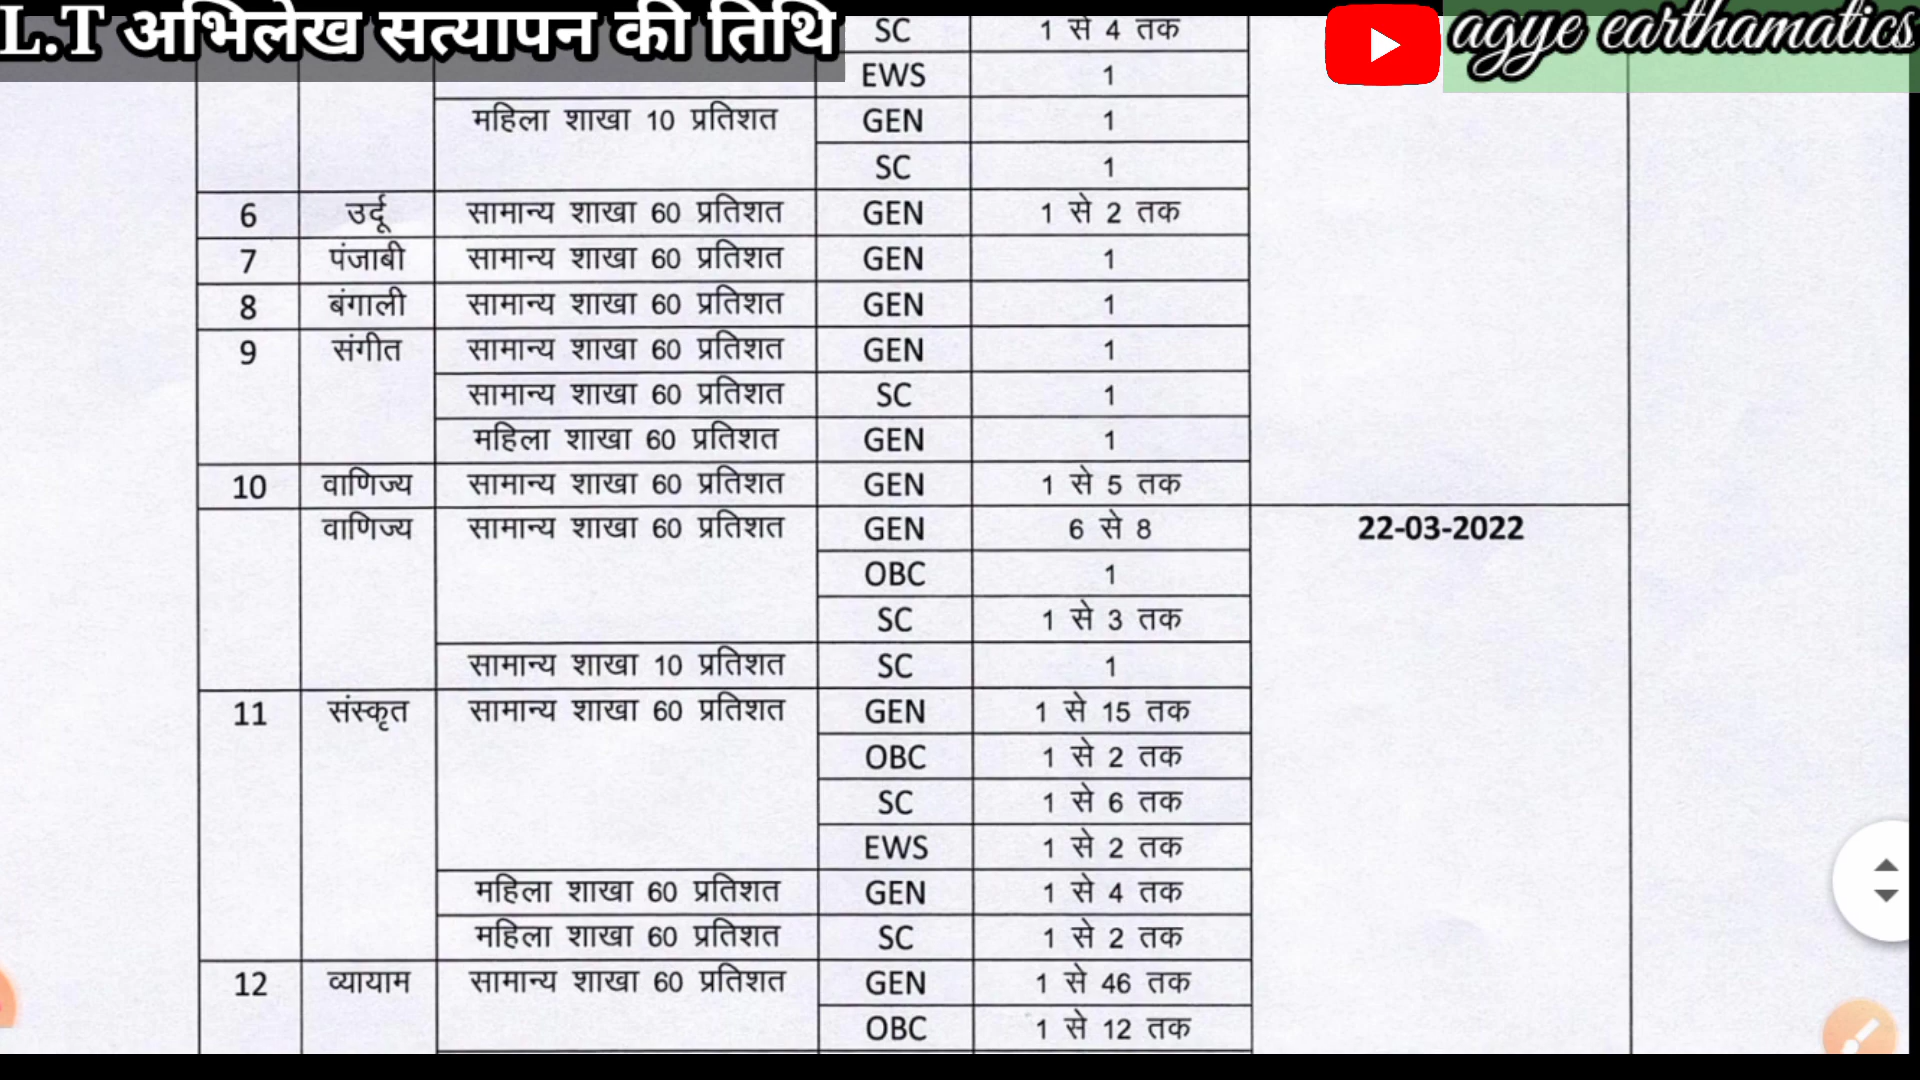 L.T अभिलेख सत्यापन की तिथि
agye earthamatics
SC 1 से 4 तक
EWS 1
महिला शाखा 10 प्रतिशत GEN 1
SC 1
6 उर्दू सामान्य शाखा 60 प्रतिशत GEN 1 से 2 तक
7 पंजाबी सामान्य शाखा 60 प्रतिशत GEN 1
8 बंगाली सामान्य शाखा 60 प्रतिशत GEN 1
9 संगीत सामान्य शाखा 60 प्रतिशत GEN 1
सामान्य शाखा 60 प्रतिशत SC 1
महिला शाखा 60 प्रतिशत GEN 1
10 वाणिज्य सामान्य शाखा 60 प्रतिशत GEN 1 से 5 तक
वाणिज्य सामान्य शाखा 60 प्रतिशत GEN 6 से 8 22-03-2022
OBC 1
SC 1 से 3 तक
सामान्य शाखा 10 प्रतिशत SC 1
11 संस्कृत सामान्य शाखा 60 प्रतिशत GEN 1 से 15 तक
OBC 1 से 2 तक
SC 1 से 6 तक
EWS 1 से 2 तक
महिला शाखा 60 प्रतिशत GEN 1 से 4 तक
महिला शाखा 60 प्रतिशत SC 1 से 2 तक
12 व्यायाम सामान्य शाखा 60 प्रतिशत GEN 1 से 46 तक
OBC 1 से 12 तक